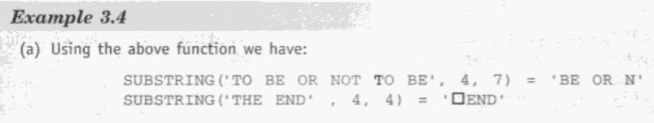 Example 3.4
(a) Using the above function we have:
SUBSTRING('TO BE OR NOT TO BE', 4, 7) = 'BE OR N'
SUBSTRING('THE END' , 4, 4) = '□END'